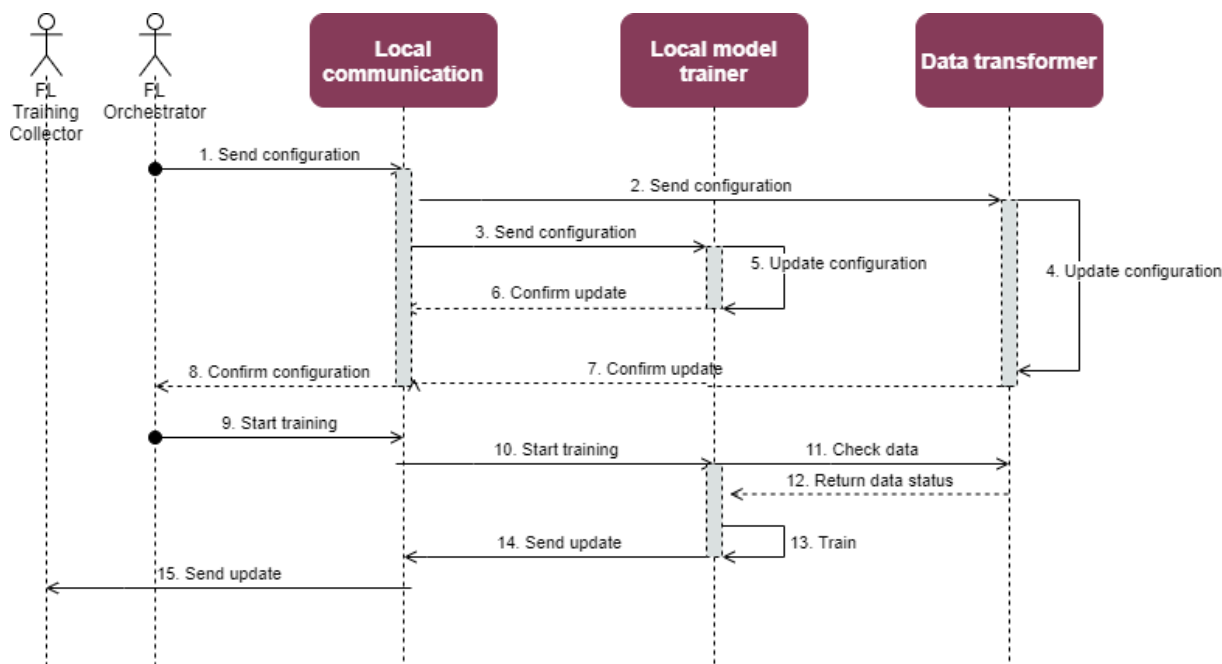 FL
Training
Collector
FL
Orchestrator
Local
communication
Local model
trainer
Data transformer
1. Send configuration
2. Send configuration
3. Send configuration
5. Update configuration
4. Update configuration
6. Confirm update
7. Confirm update
8. Confirm configuration
9. Start training
10. Start training
11. Check data
12. Return data status
13. Train
14. Send update
15. Send update